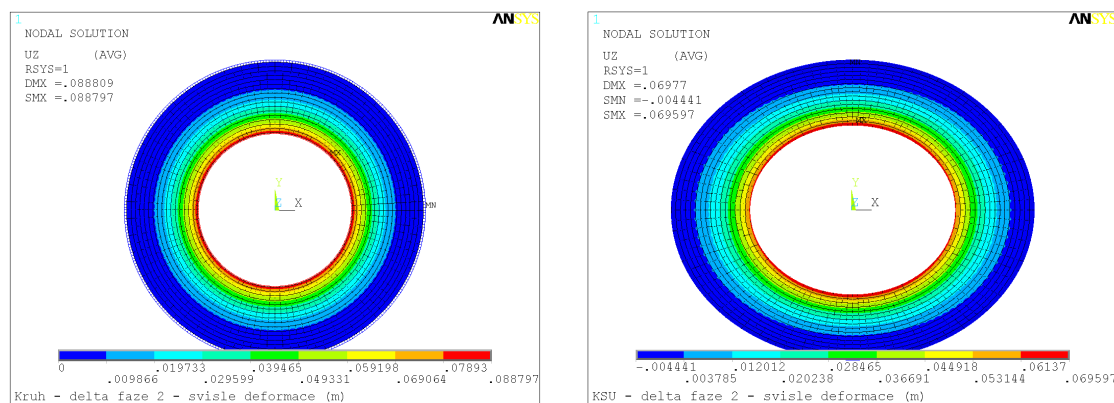 1
ANSYS
NODAL SOLUTION
UZ (AVG)
RSYS=1
DMX =.088809
SMX =.088797
MX
MN
Y
Z X
0 .019733 .039465 .059198 .07893
.009866 .029599 .049331 .069064 .088797
Kruh - delta faze 2 - svisle deformace (m)
1
ANSYS
NODAL SOLUTION
UZ (AVG)
RSYS=1
DMX =.06977
SMN =-.004441
SMX =.069597
MX
Y
Z X
-.004441 .012012 .028465 .044918 .06137
.003785 .020238 .036691 .053144 .069597
KSU - delta faze 2 - svisle deformace (m)